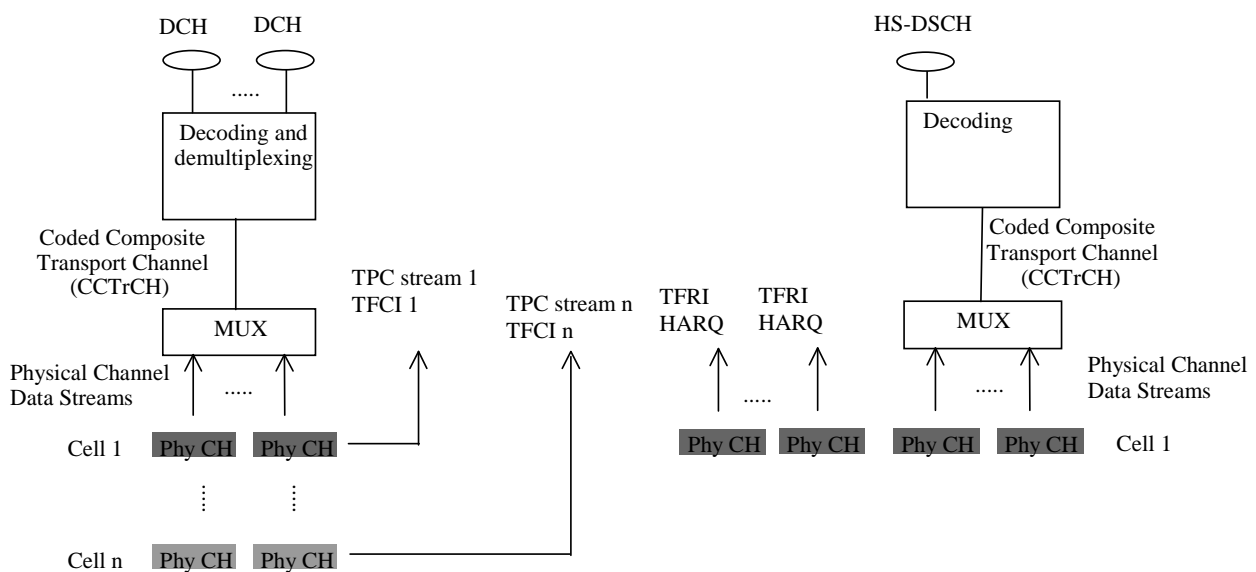 DCH
DCH
.....
Decoding and
demultiplexing
Coded Composite
Transport Channel
(CCTrCH)
MUX
Physical Channel
Data Streams
.....
Cell 1
Phy CH
Phy CH
Cell n
Phy CH
Phy CH
TPC stream 1
TFCI 1
TPC stream n
TFCI n
HS-DSCH
Decoding
Coded Composite
Transport Channel
(CCTrCH)
TFRI
HARQ
TFRI
HARQ
.....
MUX
.....
Physical Channel
Data Streams
Phy CH
Phy CH
Phy CH
Phy CH
Cell 1